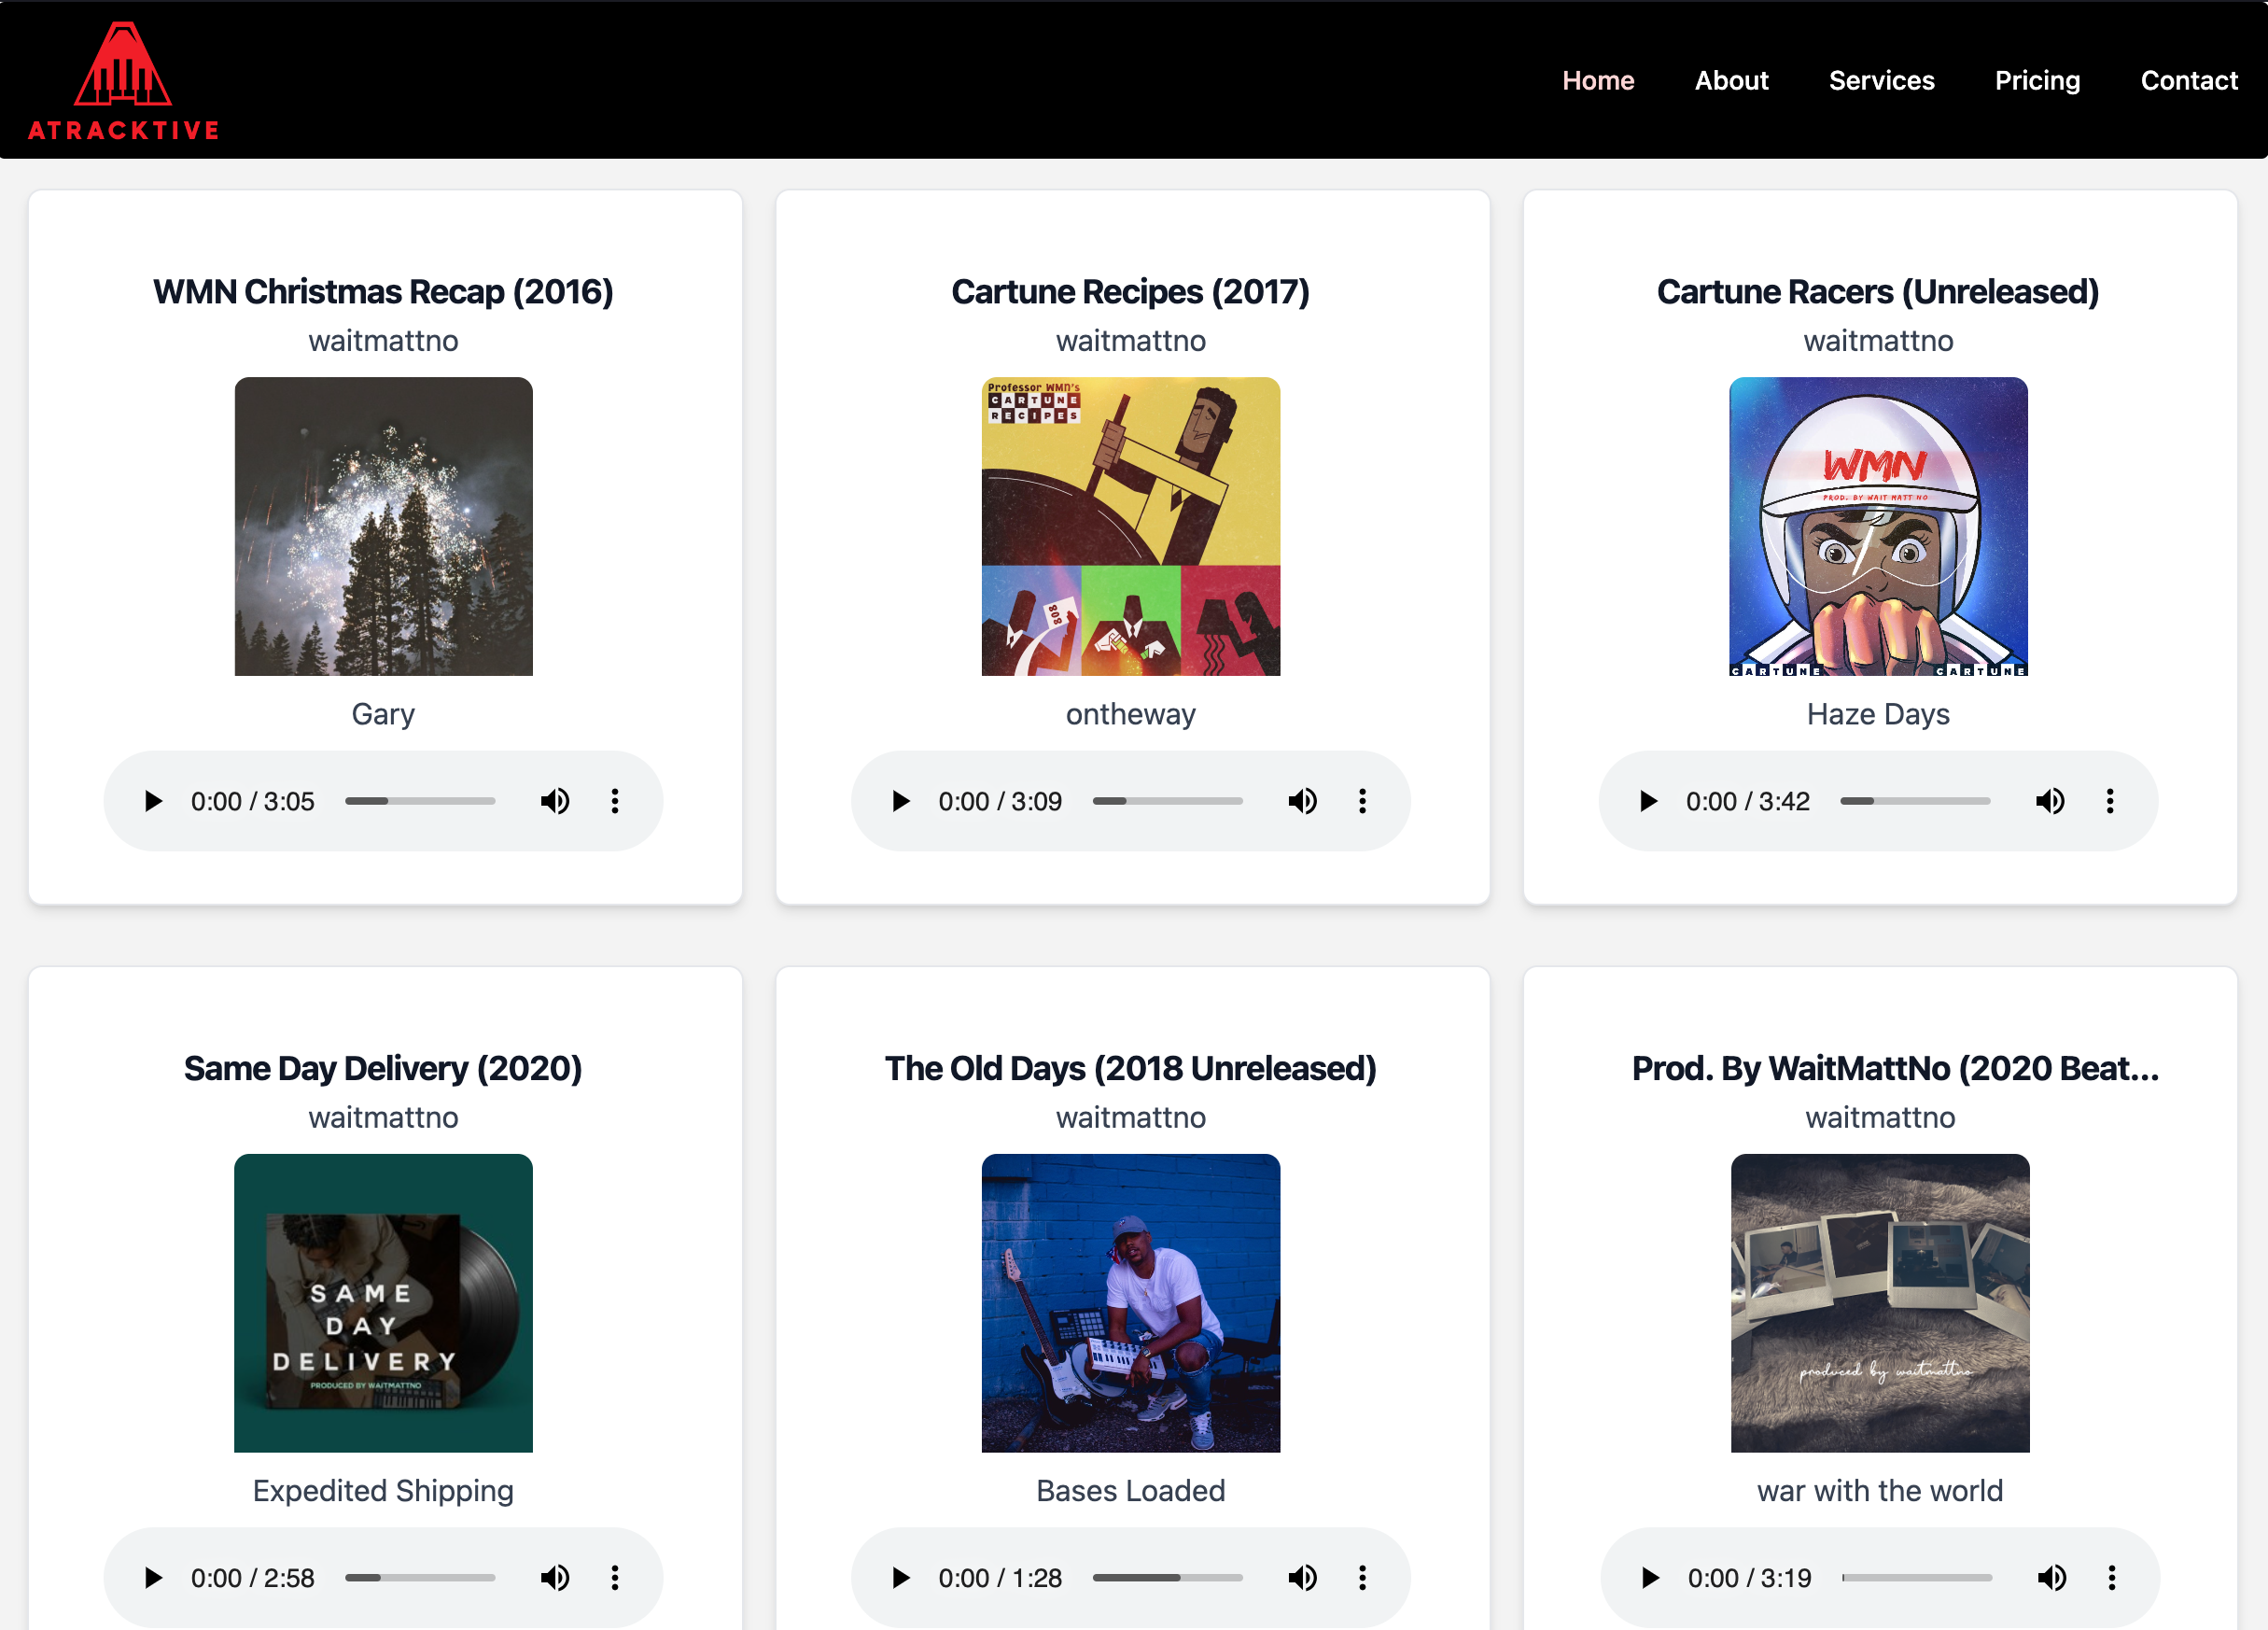 ATRACKTIVE
Home About Services Pricing Contact
WMN Christmas Recap (2016)
waitmattno
Gary
0:00 / 3:05
Cartune Recipes (2017)
waitmattno
Professor WMN's
CARTUNE
RECIPES
808
ontheway
0:00 / 3:09
Cartune Racers (Unreleased)
waitmattno
WMN
PROD. BY WAIT MATT NO
CARTUNE CARTUNE
Haze Days
0:00 / 3:42
Same Day Delivery (2020)
waitmattno
SAME
DAY
DELIVERY
PRODUCED BY WAITMATTNO
Expedited Shipping
0:00 / 2:58
The Old Days (2018 Unreleased)
waitmattno
Bases Loaded
0:00 / 1:28
Prod. By WaitMattNo (2020 Beat...
waitmattno
produced by waitmattno
war with the world
0:00 / 3:19